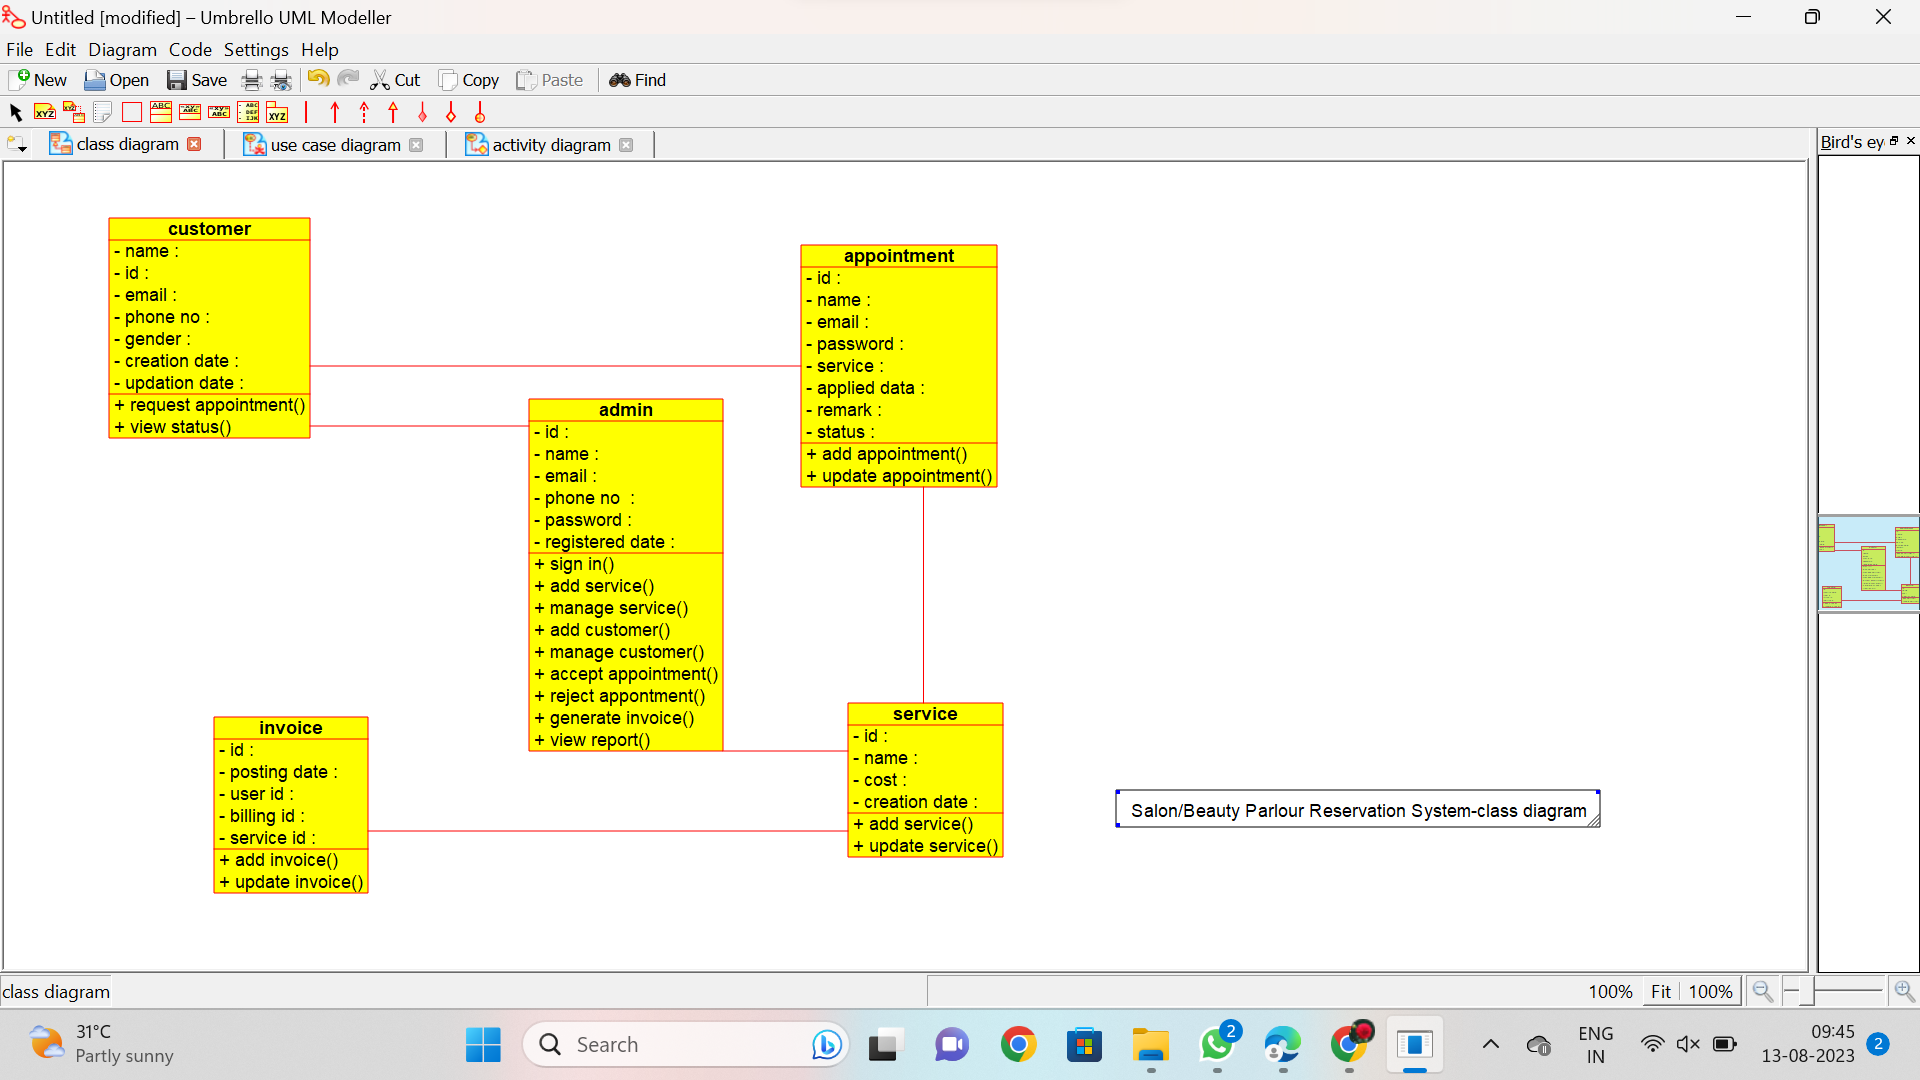 Untitled [modified] – Umbrello UML Modeller
File Edit Diagram Code Settings Help
New Open Save Cut Copy Paste Find
class diagram use case diagram activity diagram
Bird's ey
customer
- name :
- id :
- email :
- phone no :
- gender :
- creation date :
- updation date :
+ request appointment()
+ view status()
appointment
- id :
- name :
- email :
- password :
- service :
- applied data :
- remark :
- status :
+ add appointment()
+ update appointment()
admin
- id :
- name :
- email :
- phone no  :
- password :
- registered date :
+ sign in()
+ add service()
+ manage service()
+ add customer()
+ manage customer()
+ accept appointment()
+ reject appontment()
+ generate invoice()
+ view report()
invoice
- id :
- posting date :
- user id :
- billing id :
- service id :
+ add invoice()
+ update invoice()
service
- id :
- name :
- cost :
- creation date :
+ add service()
+ update service()
Salon/Beauty Parlour Reservation System-class diagram
class diagram
100% Fit 100%
31°C
Partly sunny
Search
2
ENG
IN
09:45
13-08-2023
2